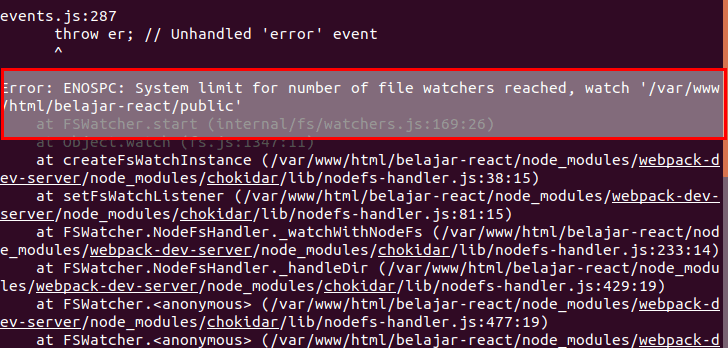 events.js:287
throw er; // Unhandled 'error' event
^
Error: ENOSPC: System limit for number of file watchers reached, watch '/var/www
/html/belajar-react/public'
at FSWatcher.start (internal/fs/watchers.js:169:26)
at Object.watch (fs.js:1347:11)
at createFsWatchInstance (/var/www/html/belajar-react/node_modules/webpack-d
ev-server/node_modules/chokidar/lib/nodefs-handler.js:38:15)
at setFsWatchListener (/var/www/html/belajar-react/node_modules/webpack-dev-
server/node_modules/chokidar/lib/nodefs-handler.js:81:15)
at FSWatcher.NodeFsHandler._watchWithNodeFs (/var/www/html/belajar-react/nod
e_modules/webpack-dev-server/node_modules/chokidar/lib/nodefs-handler.js:233:14)
at FSWatcher.NodeFsHandler._handleDir (/var/www/html/belajar-react/node_modu
les/webpack-dev-server/node_modules/chokidar/lib/nodefs-handler.js:429:19)
at FSWatcher.<anonymous> (/var/www/html/belajar-react/node_modules/webpack-d
ev-server/node_modules/chokidar/lib/nodefs-handler.js:477:19)
at FSWatcher.<anonymous> (/var/www/html/belajar-react/node_modules/webpack-d